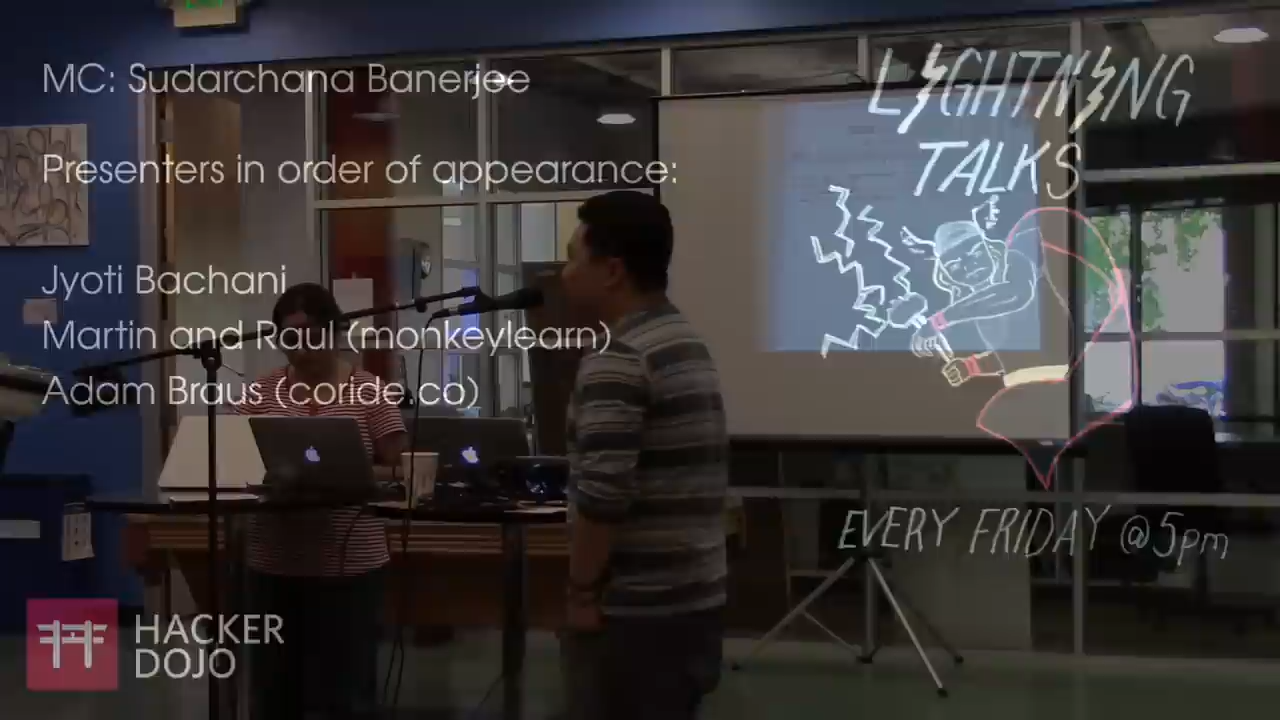 MC: Sudarchana Banerjee
Presenters in order of appearance:
Jyoti Bachani
Martin and Raul (monkeylearn)
Adam Braus (coride.co)
LIGHTNING
TALKS
EVERY FRIDAY @5pm
HACKER
DOJO